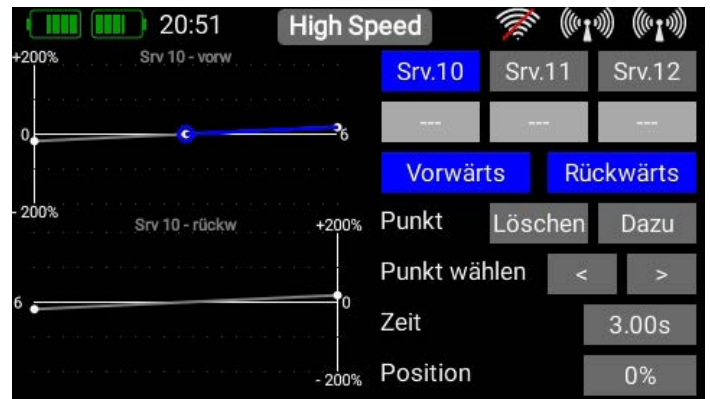 20:51 High Speed
+200% Srv 10 - vorw
0 6
- 200%
Srv 10 - rückw +200%
6 0
- 200%
Srv.10 Srv.11 Srv.12
--- --- ---
Vorwärts Rückwärts
Punkt Löschen Dazu
Punkt wählen < >
Zeit 3.00s
Position 0%